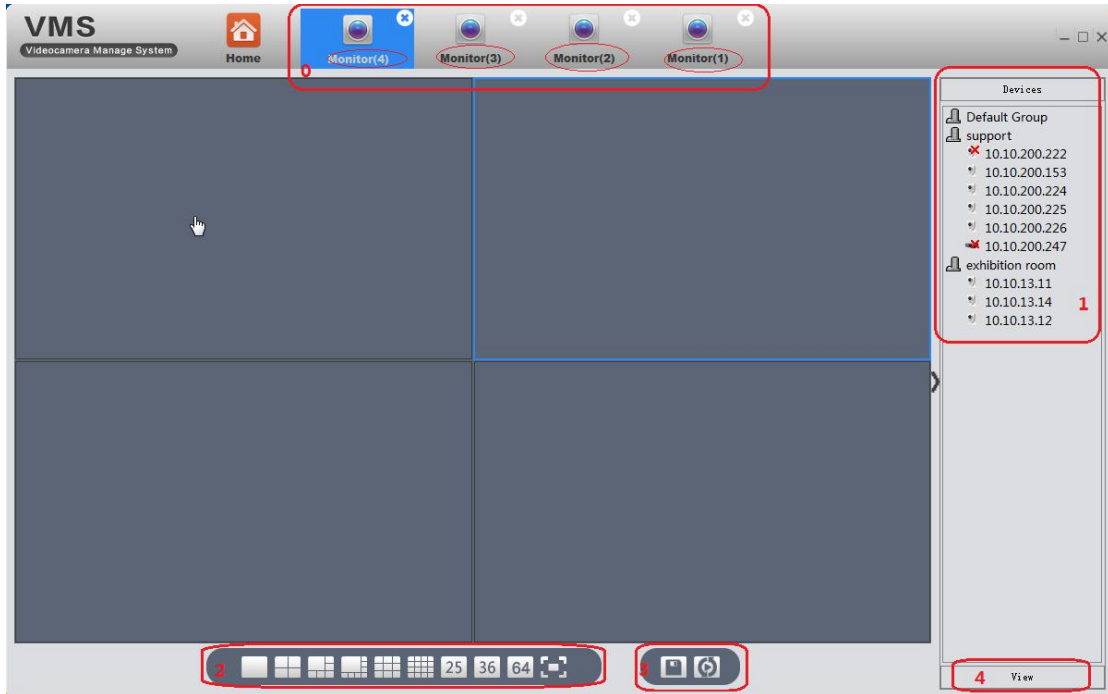 VMS
Videocamera Manage System
Home
Monitor(4)
Monitor(3)
Monitor(2)
Monitor(1)
0
Devices
Default Group
support
10.10.200.222
10.10.200.153
10.10.200.224
10.10.200.225
10.10.200.226
10.10.200.247
exhibition room
10.10.13.11
10.10.13.14
10.10.13.12
1
2
25
36
64
3
4
View